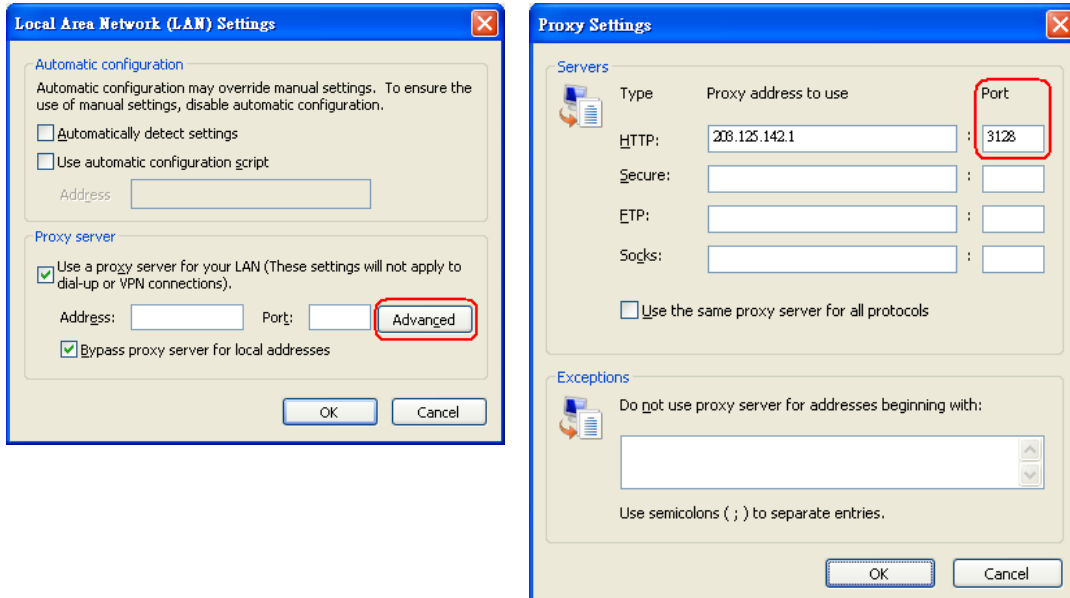 Local Area Network (LAN) Settings
Automatic configuration
Automatic configuration may override manual settings. To ensure the
use of manual settings, disable automatic configuration.
Automatically detect settings
Use automatic configuration script
Address
Proxy server
Use a proxy server for your LAN (These settings will not apply to
dial-up or VPN connections).
Address:
Port:
Advanced
Bypass proxy server for local addresses
OK
Cancel
Proxy Settings
Servers
Type Proxy address to use Port
HTTP: 203.125.142.1 : 3128
Secure: :
FTP: :
Socks: :
Use the same proxy server for all protocols
Exceptions
Do not use proxy server for addresses beginning with:
Use semicolons ( ; ) to separate entries.
OK
Cancel